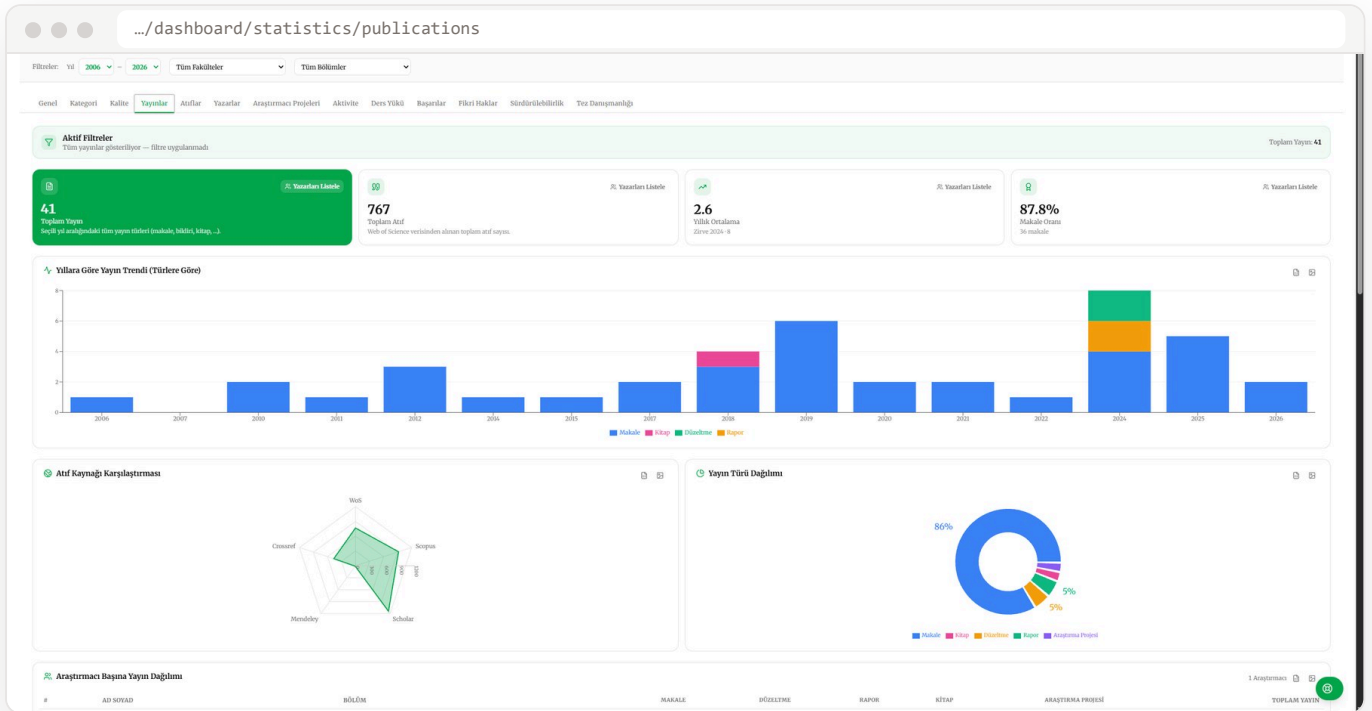 …/dashboard/statistics/publications
Filtreler: Yıl 2006 – 2026 Tüm Fakülteler Tüm Bölümler
Genel Kategori Kalite Yayınlar Atıflar Yazarlar Araştırmacı Projeleri Aktivite Ders Yükü Başarılar Fikri Haklar Sürdürülebilirlik Tez Danışmanlığı
Aktif Filtreler
Tüm yayınlar gösteriliyor — filtre uygulanmadı
Toplam Yayın: 41
Yazarları Listele
41
Toplam Yayın
Seçili yıl aralığındaki tüm yayın türleri (makale, bildiri, kitap, ...).
Yazarları Listele
767
Toplam Atıf
Web of Science verisinden alınan toplam atıf sayısı.
Yazarları Listele
2.6
Yıllık Ortalama
Zirve 2024 · 8
Yazarları Listele
87.8%
Makale Oranı
36 makale
Yıllara Göre Yayın Trendi (Türlere Göre)
8
6
4
2
0
2006 2007 2010 2011 2012 2014 2015 2017 2018 2019 2020 2021 2022 2024 2025 2026
Makale Kitap Düzeltme Rapor
Atıf Kaynağı Karşılaştırması
WoS
Crossref
Scopus
Mendeley
Scholar
Yayın Türü Dağılımı
86%
5%
5%
Makale Kitap Düzeltme Rapor Araştırma Projesi
Araştırmacı Başına Yayın Dağılımı
1 Araştırmacı
# AD SOYAD BÖLÜM MAKALE DÜZELTME RAPOR KİTAP ARAŞTIRMA PROJESİ TOPLAM YAYIN